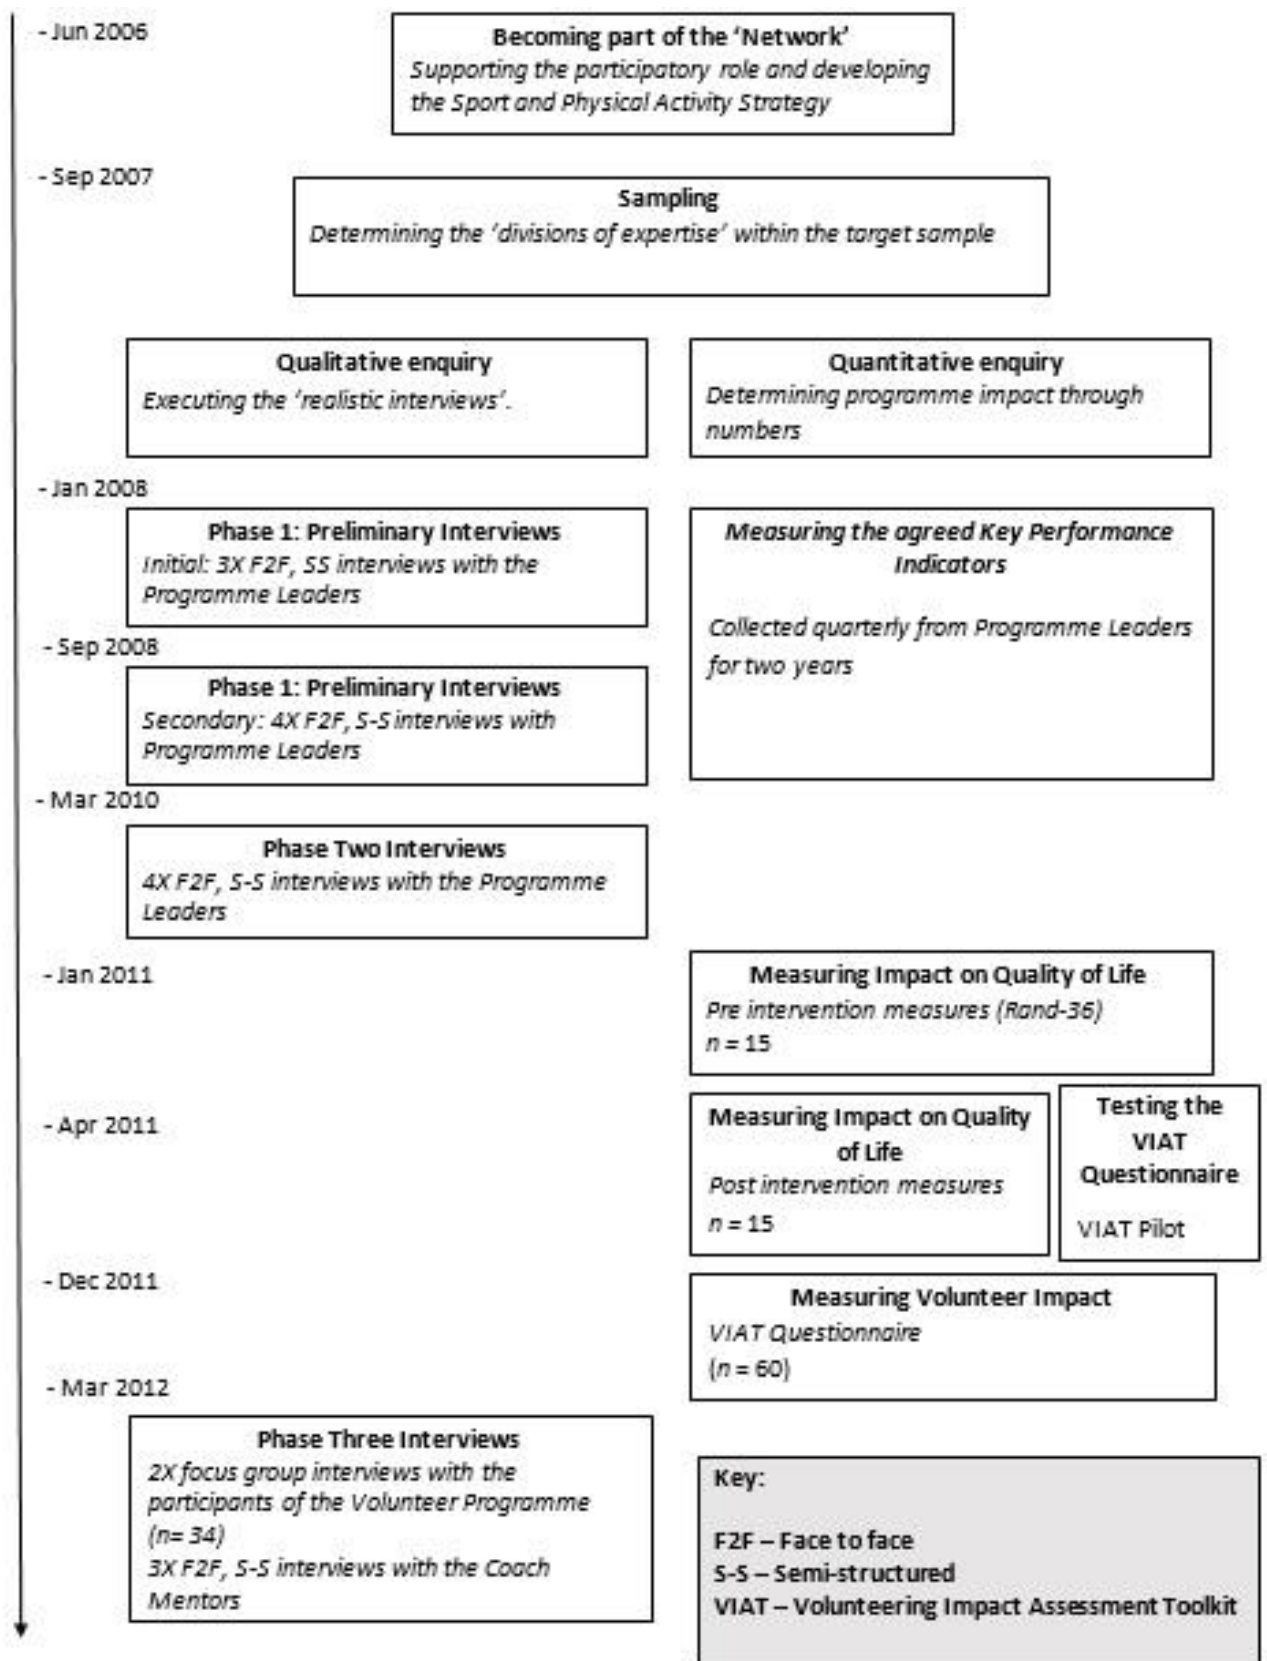 - Jun 2006
Becoming part of the ‘Network’
Supporting the participatory role and developing
the Sport and Physical Activity Strategy
- Sep 2007
Sampling
Determining the ‘divisions of expertise’ within the target sample
Qualitative enquiry
Executing the ‘realistic interviews’.
Quantitative enquiry
Determining programme impact through
numbers
- Jan 2008
Phase 1: Preliminary Interviews
Initial: 3X F2F, SS interviews with the
Programme Leaders
Measuring the agreed Key Performance
Indicators
Collected quarterly from Programme Leaders
for two years
- Sep 2008
Phase 1: Preliminary Interviews
Secondary: 4X F2F, S-S interviews with
Programme Leaders
- Mar 2010
Phase Two Interviews
4X F2F, S-S interviews with the Programme
Leaders
- Jan 2011
Measuring Impact on Quality of Life
Pre intervention measures (Rand-36)
n = 15
- Apr 2011
Measuring Impact on Quality
of Life
Post intervention measures
n = 15
Testing the
VIAT
Questionnaire
VIAT Pilot
- Dec 2011
Measuring Volunteer Impact
VIAT Questionnaire
(n = 60)
- Mar 2012
Phase Three Interviews
2X focus group interviews with the
participants of the Volunteer Programme
(n= 34)
3X F2F, S-S interviews with the Coach
Mentors
Key:
F2F – Face to face
S-S – Semi-structured
VIAT – Volunteering Impact Assessment Toolkit